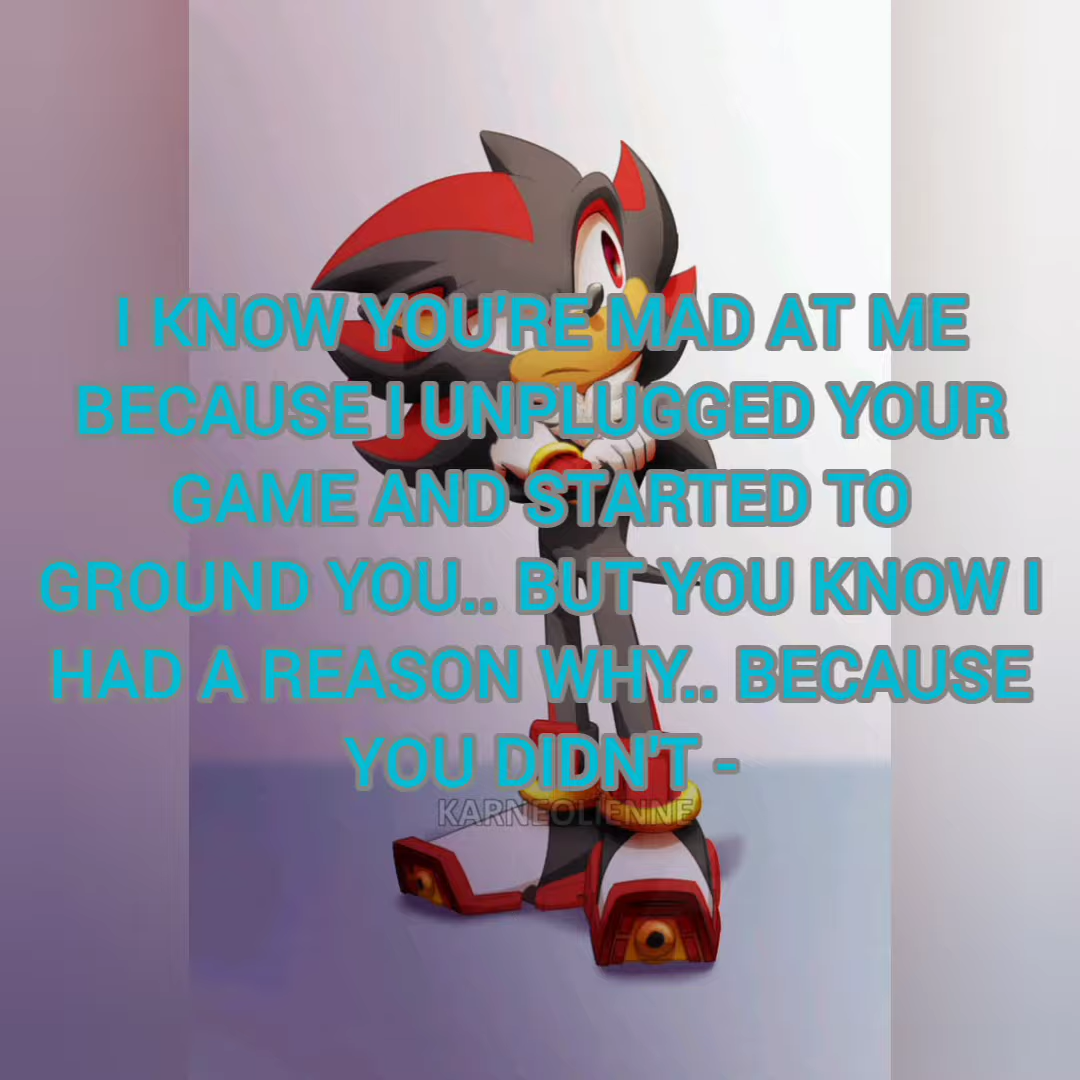 I KNOW YOU'RE MAD AT ME
BECAUSE I UNPLUGGED YOUR
GAME AND STARTED TO
GROUND YOU.. BUT YOU KNOW I
HAD A REASON WHY.. BECAUSE
YOU DIDN'T -
KARNEOLIENNE